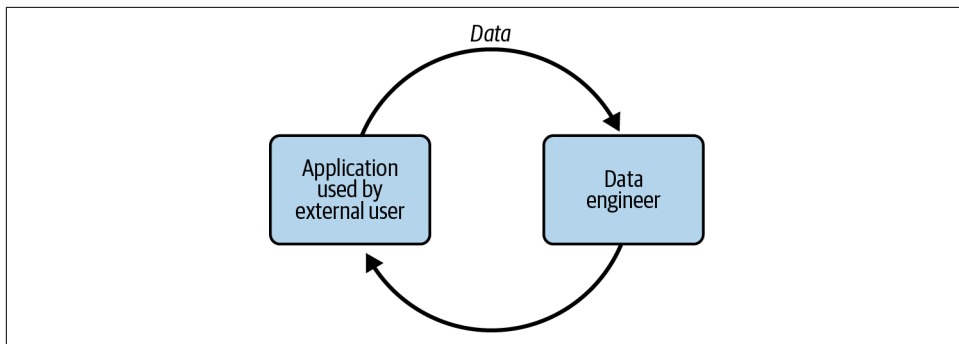 Data
Application
used by
external user
Data
engineer